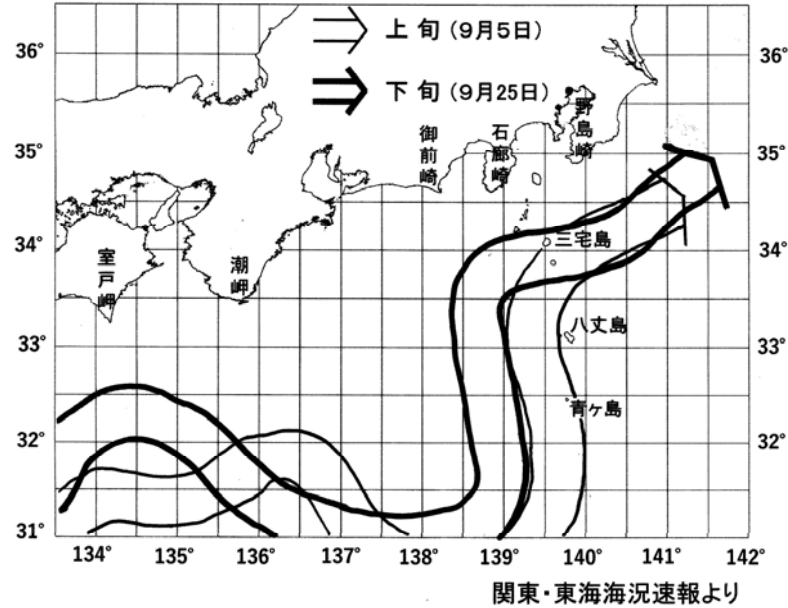 上旬(9月5日)
下旬(9月25日)
36°
36°
35°
35°
34°
34°
33°
33°
32°
32°
31°
御前崎
石廊崎
野島崎
室戸岬
潮岬
三宅島
八丈島
青ヶ島
134°
135°
136°
137°
138°
139°
140°
141°
142°
関東・東海海況速報より